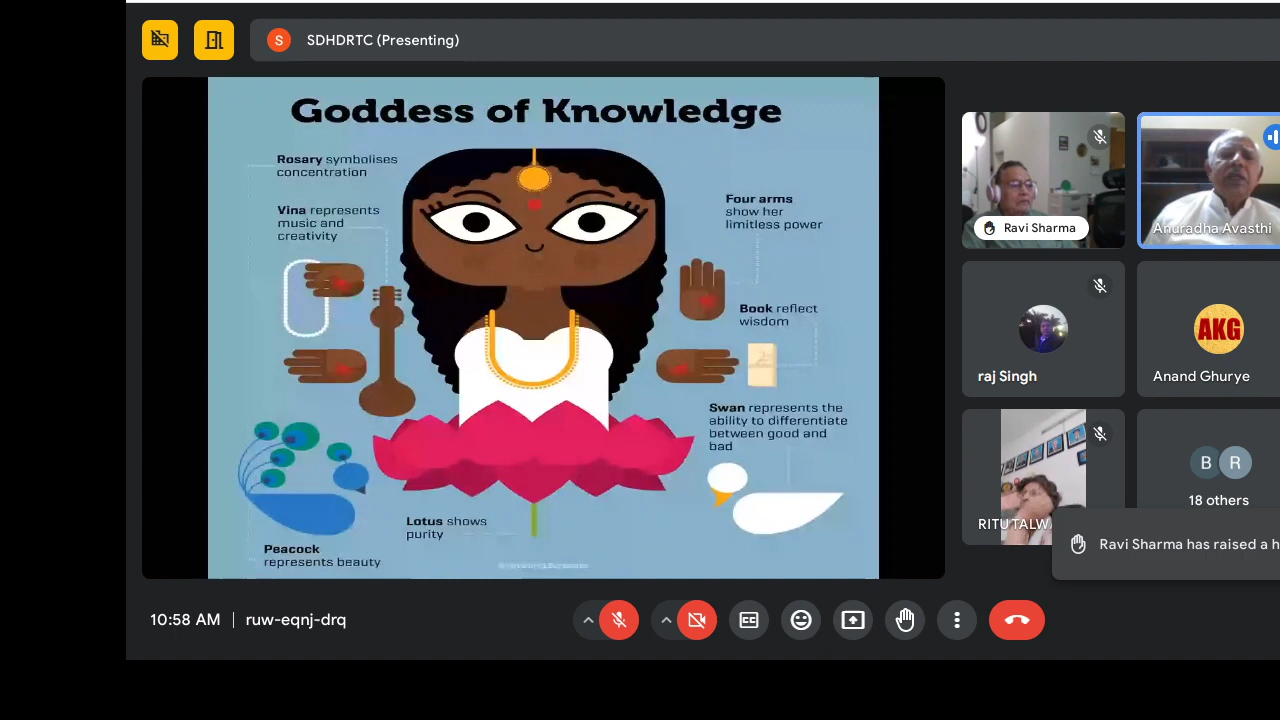 S SDHDRTC (Presenting)
Goddess of Knowledge
Rosary symbolises
concentration
Vina represents
music and
creativity
Four arms
show her
limitless power
Book reflect
wisdom
Swan represents the
ability to differentiate
between good and
bad
Lotus shows
purity
Peacock
represents beauty
Ravi Sharma
Anuradha Avasthi
raj Singh
AKG
Anand Ghurye
RITU TALW
B R
18 others
Ravi Sharma has raised a h
10:58 AM | ruw-eqnj-drq
CC